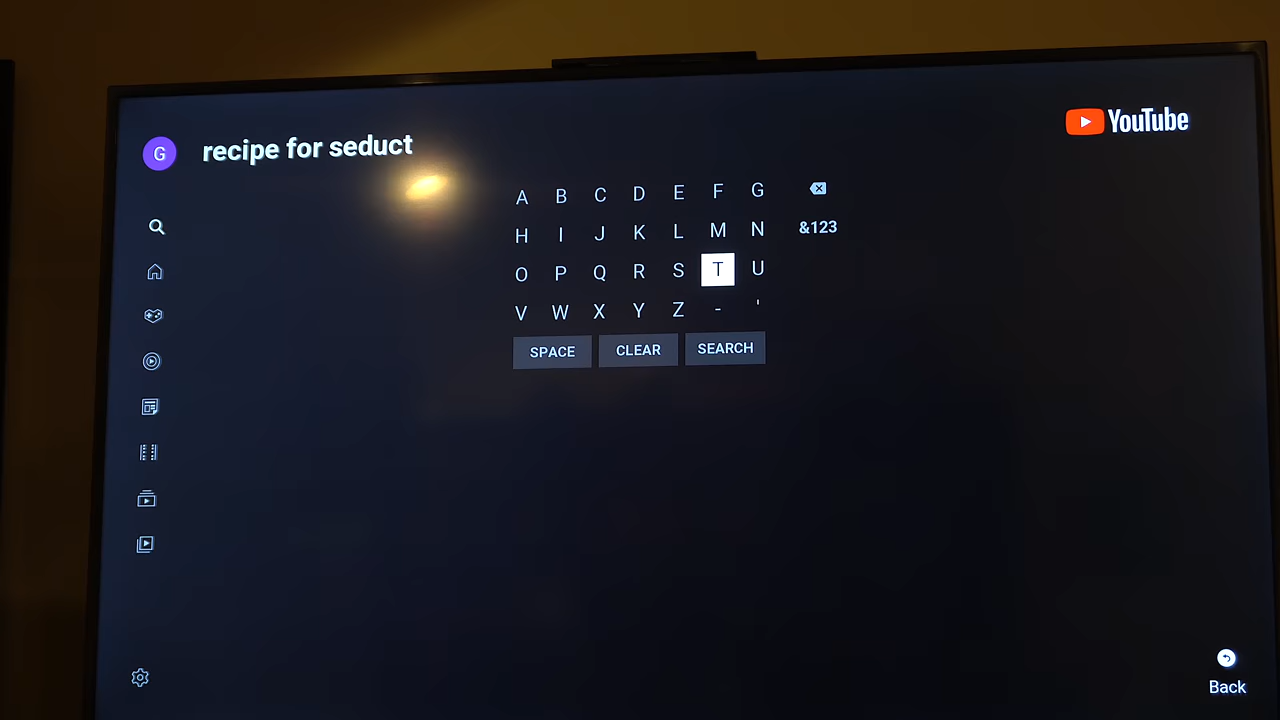 G recipe for seduct
YouTube
A B C D E F G
H I J K L M N &123
O P Q R S T U
V W X Y Z - '
SPACE CLEAR SEARCH
Back